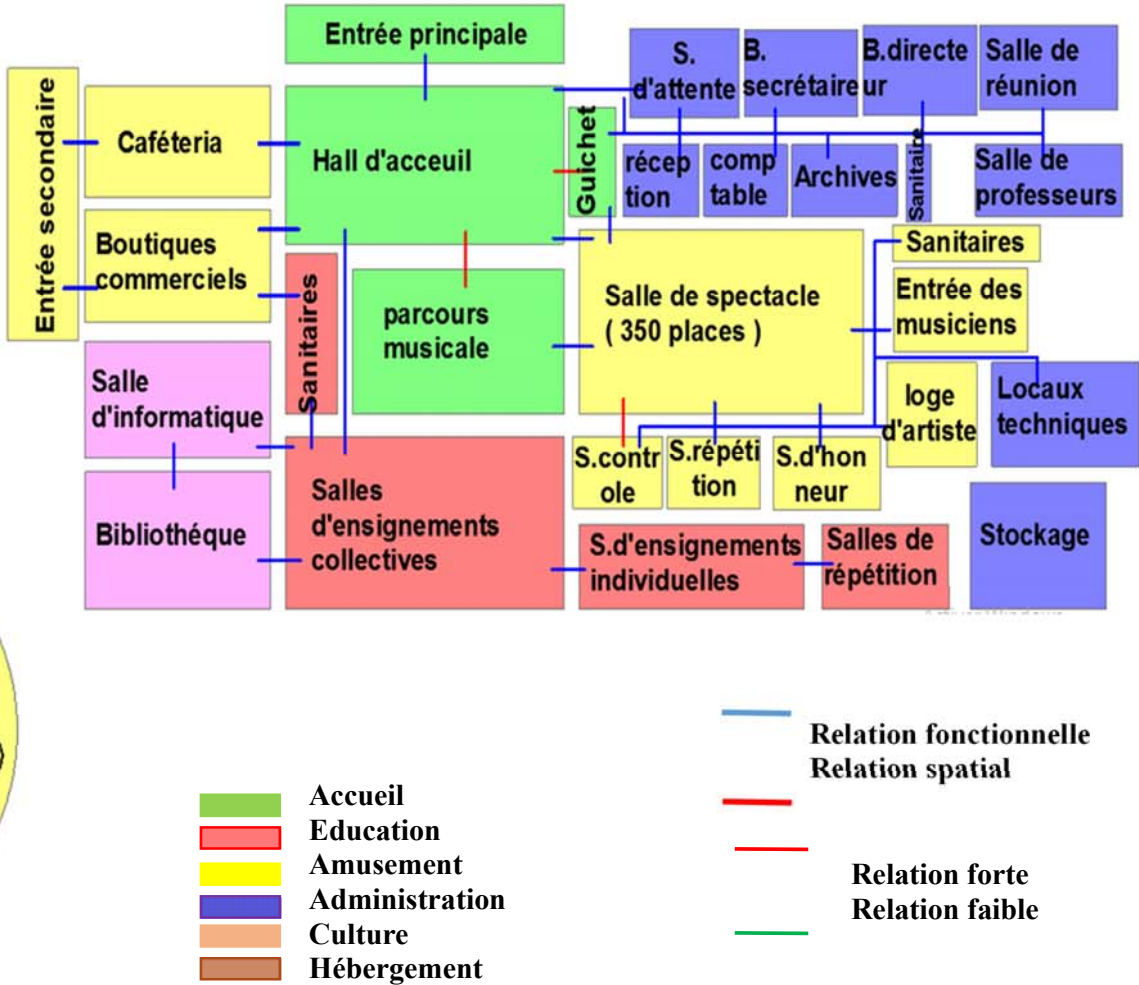 Entrée principale
Entrée secondaire
Caféteria
Hall d'acceuil
Guichet
S.
d'attente
B.
secrétaire
B.directe
ur
Salle de
réunion
récep
tion
comp
table
Archives
Sanitaire
Salle de
professeurs
Boutiques
commerciels
Sanitaires
parcours
musicale
Salle de spectacle
( 350 places )
Sanitaires
Entrée des
musiciens
Salle
d'informatique
loge
d'artiste
Locaux
techniques
S.contr
ole
S.répéti
tion
S.d'hon
neur
Bibliothéque
Salles
d'ensignements
collectives
S.d'ensignements
individuelles
Salles de
répétition
Stockage
Relation fonctionnelle
Relation spatial
Accueil
Education
Amusement
Administration
Culture
Hébergement
Relation forte
Relation faible